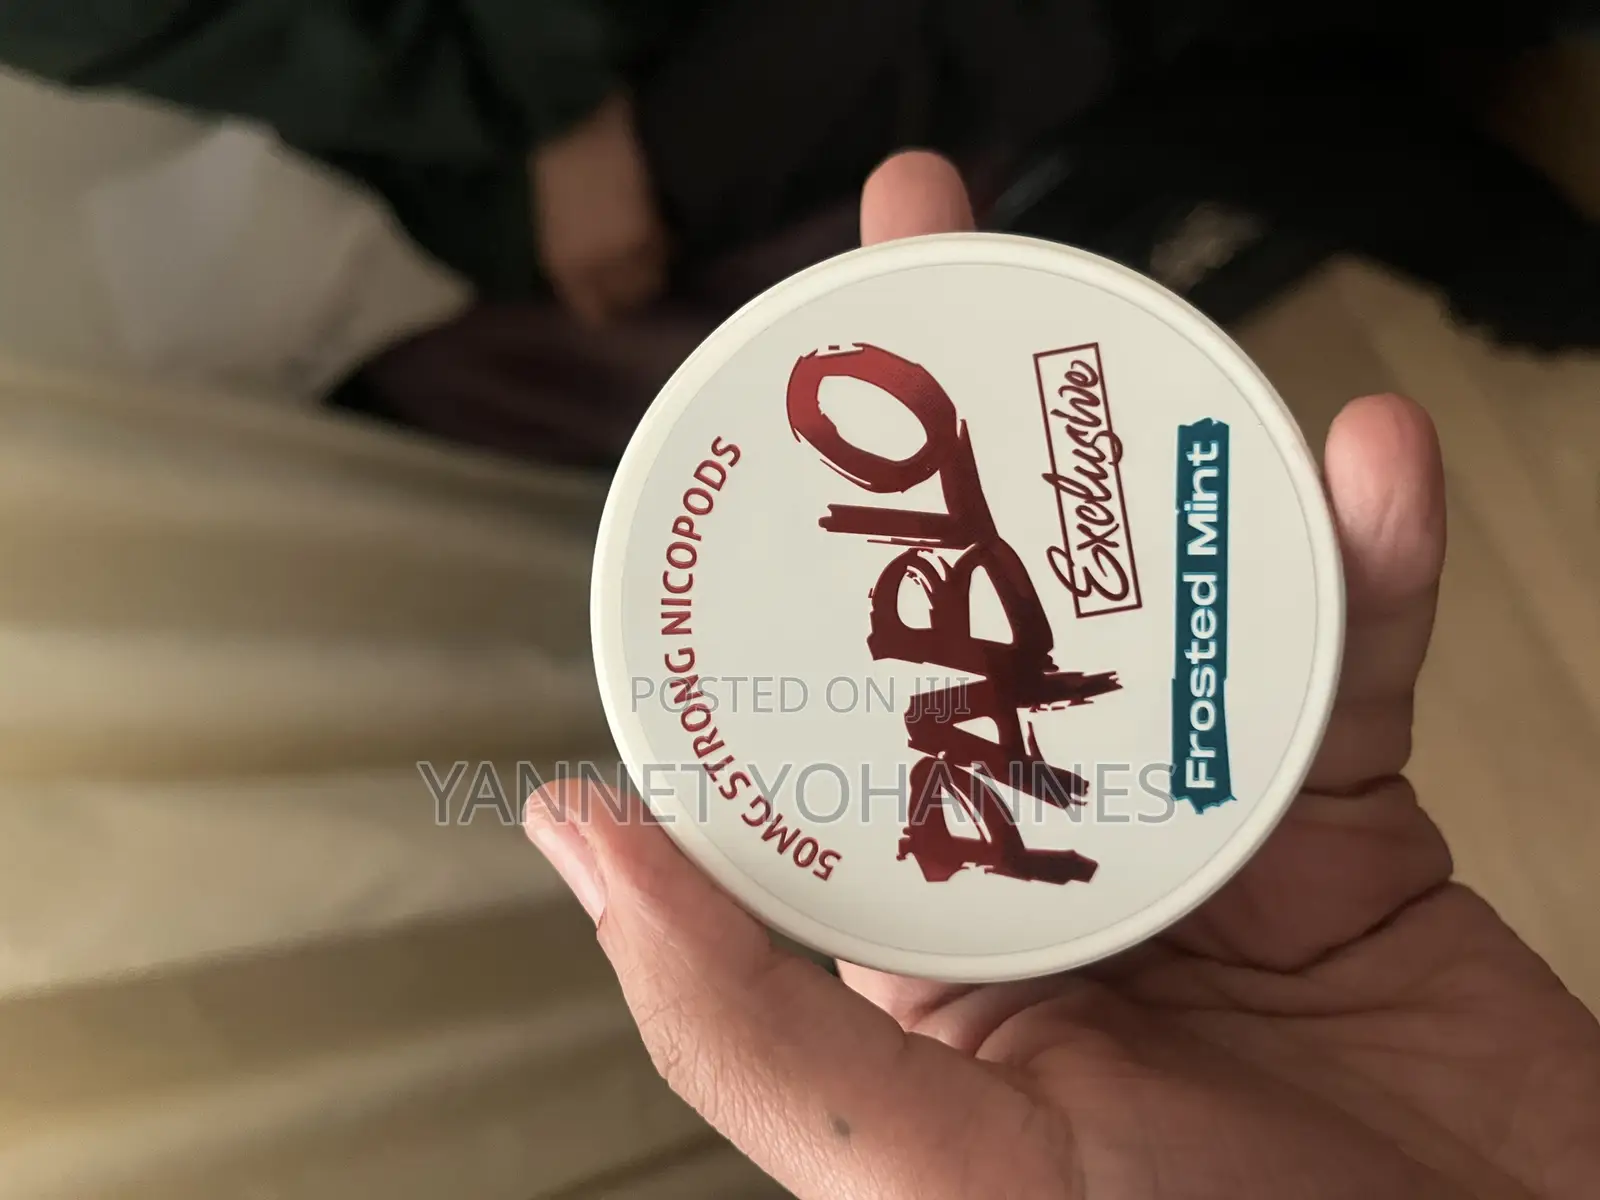 50MG STRONG NICOPODS
PABLO
Exclusive
Frosted Mint
POSTED ON JIJI
YANNET YOHANNES